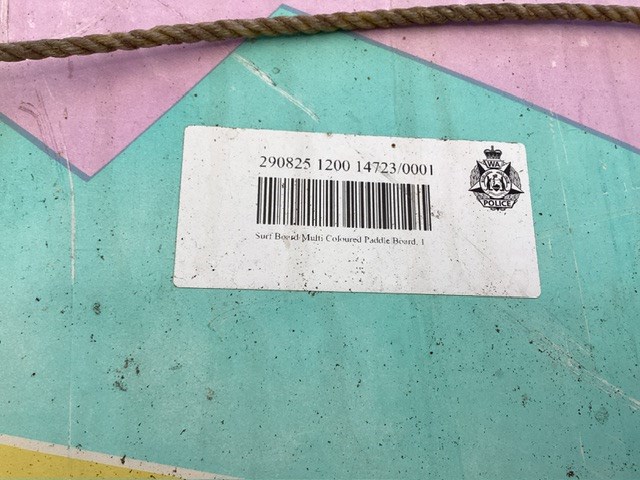 290825 1200 14723/0001
WA
POLICE
Surf Board Multi Coloured Paddle Board, 1